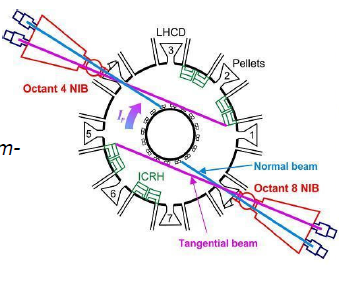 LHCD
3
Pellets
2
Octant 4 NIB
Ip
m-
5
1
Normal beam
ICRH
Octant 8 NIB
6
7
Tangential beam